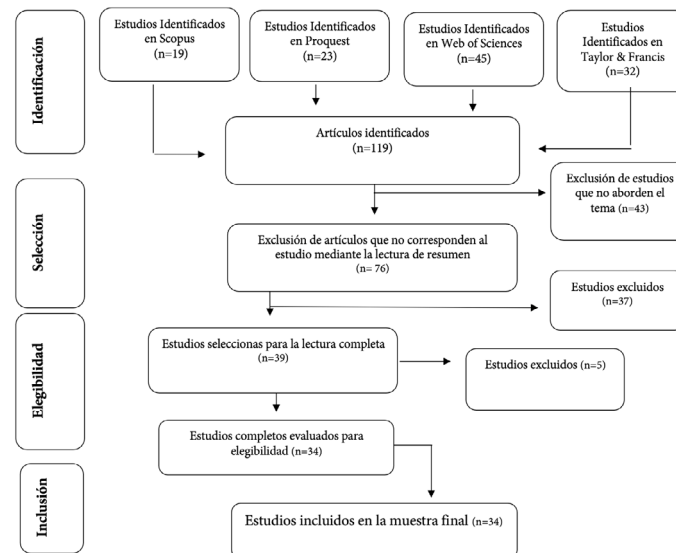 Identificación
Estudios Identificados
en Scopus
(n=19)
Estudios Identificados
en Proquest
(n=23)
Estudios Identificados
en Web of Sciences
(n=45)
Estudios
Identificados en
Taylor & Francis
(n=32)
Artículos identificados
(n=119)
Exclusión de estudios
que no aborden el
tema (n=43)
Selección
Exclusión de artículos que no corresponden al
estudio mediante la lectura de resumen
(n= 76)
Estudios excluidos
(n=37)
Elegibilidad
Estudios seleccionas para la lectura completa
(n=39)
Estudios excluidos (n=5)
Estudios completos evaluados para
elegibilidad (n=34)
Inclusión
Estudios incluidos en la muestra final (n=34)